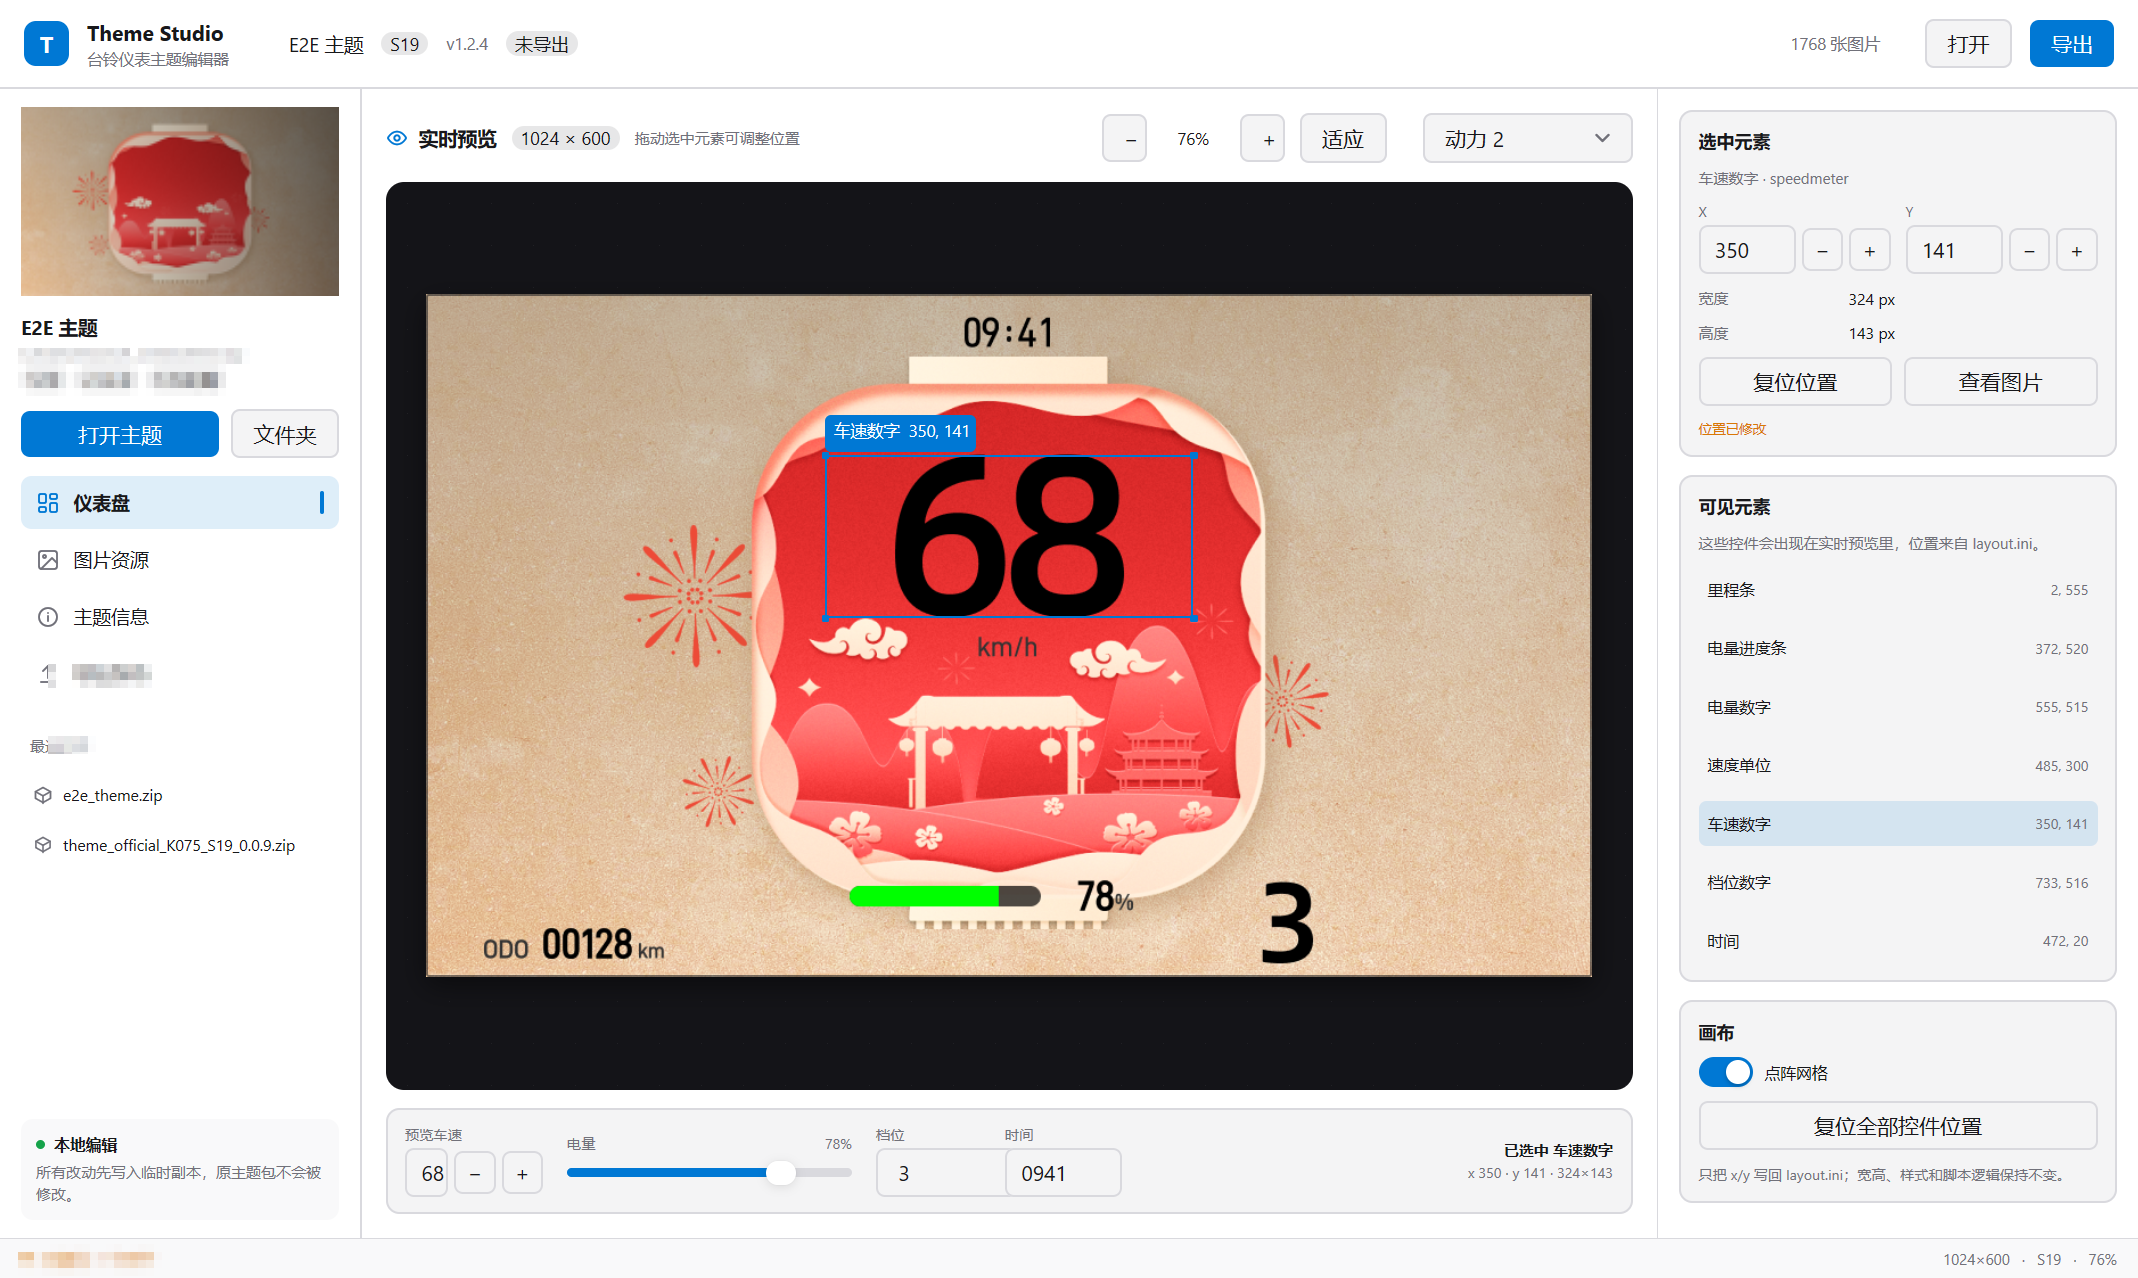 T
Theme Studio
台铃仪表主题编辑器
E2E 主题 S19 v1.2.4 未导出
1768 张图片
打开
导出
E2E 主题
打开主题
文件夹
仪表盘
图片资源
主题信息
e2e_theme.zip
theme_official_K075_S19_0.0.9.zip
本地编辑
所有改动先写入临时副本，原主题包不会被
修改。
实时预览 1024 × 600 拖动选中元素可调整位置
− 76% + 适应 动力 2
09:41
车速数字 350, 141
68
km/h
78%
3
ODO 00128 km
预览车速
68 − +
电量 78%
档位
3
时间
0941
已选中 车速数字
x 350 · y 141 · 324×143
选中元素
车速数字 · speedmeter
X Y
350 − + 141 − +
宽度 324 px
高度 143 px
复位位置 查看图片
位置已修改
可见元素
这些控件会出现在实时预览里，位置来自 layout.ini。
里程条 2, 555
电量进度条 372, 520
电量数字 555, 515
速度单位 485, 300
车速数字 350, 141
档位数字 733, 516
时间 472, 20
画布
点阵网格
复位全部控件位置
只把 x/y 写回 layout.ini；宽高、样式和脚本逻辑保持不变。
1024×600 · S19 · 76%